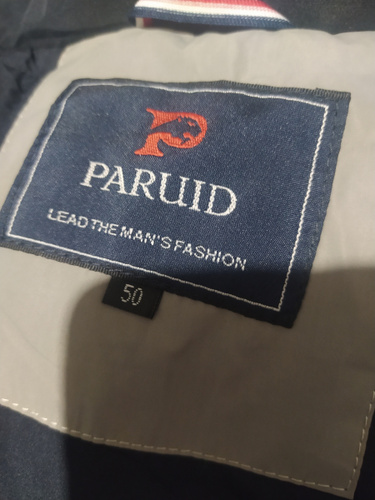 P
PARUID
LEAD THE MAN'S FASHION
50